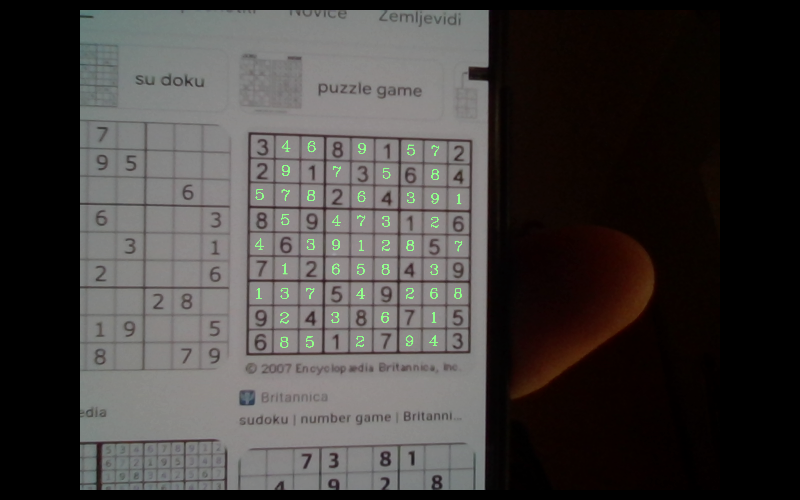 Novice Zemljevidi
su doku
puzzle game
7
9 5
6
6 3
3 1
2 6
2 8
1 9 5
8 7 9
3 4 6 8 9 1 5 7 2
2 9 1 7 3 5 6 8 4
5 7 8 2 6 4 3 9 1
8 5 9 4 7 3 1 2 6
4 6 3 9 1 2 8 5 7
7 1 2 6 5 8 4 3 9
1 3 7 5 4 9 2 6 8
9 2 4 3 8 6 7 1 5
6 8 5 1 2 7 9 4 3
© 2007 Encyclopædia Britannica, Inc.
Britannica
sudoku | number game | Britanni...
edia
7 3 8 1
4 9 2 8